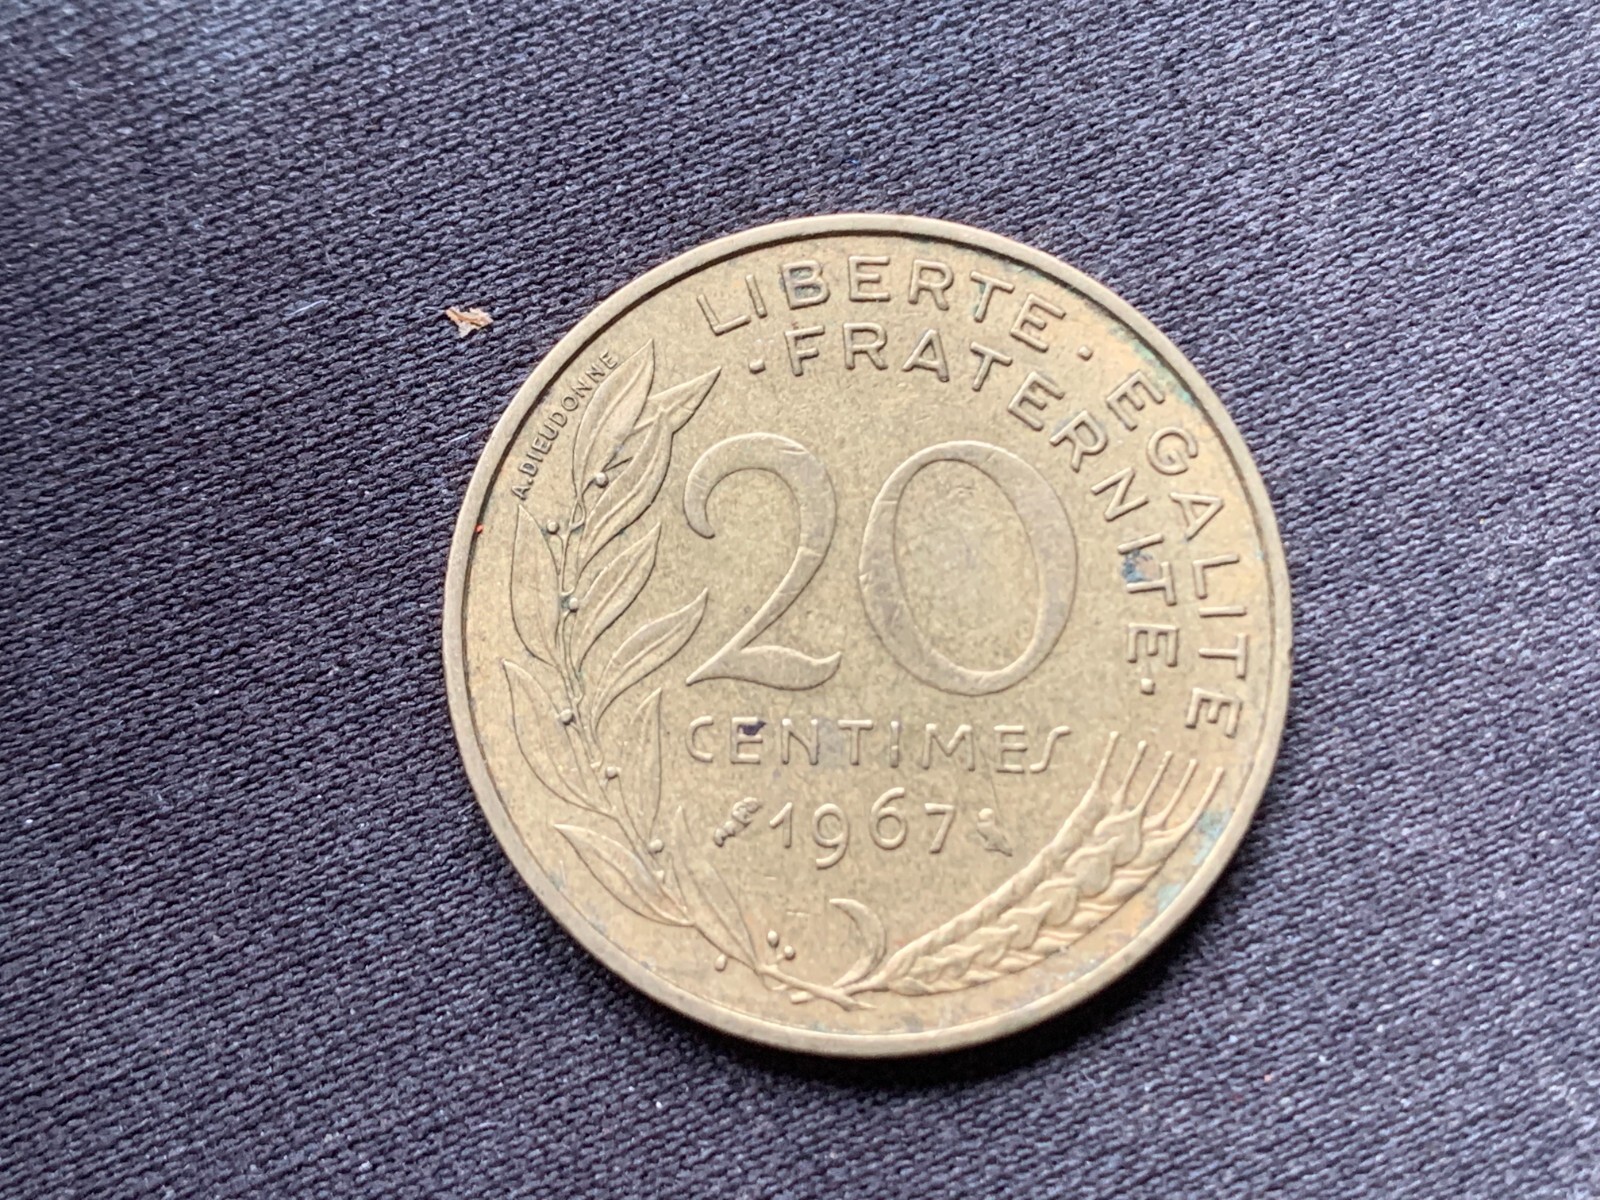 LIBERTE · EGALITE
· FRATERNITE ·
A. DIEUDONNE
20
CENTIMES
1967